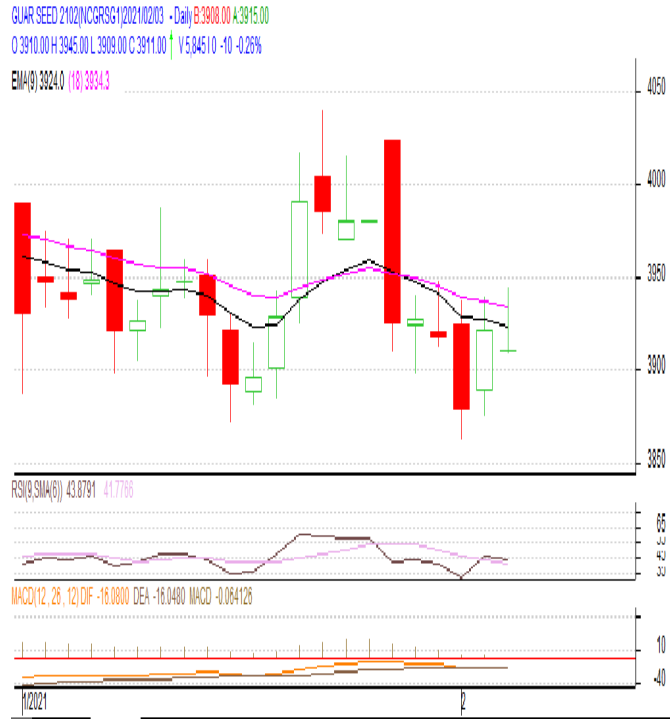 GUAR SEED 2102(NCGRSG1)2021/02/03 - Daily B:3908.00 A:3915.00
O 3910.00 H 3945.00 L 3909.00 C 3911.00 ↑ V 5,845 I 0 -10 -0.26%
EMA(9) 3924.0 (18) 3934.3
4050
4000
3950
3900
3850
RSI(9,SMA(6)) 43.8791 41.7766
65
55
45
35
MACD(12, 26, 12) DIF -16.0800 DEA -16.0480 MACD -0.064126
10
-40
1/2021 2